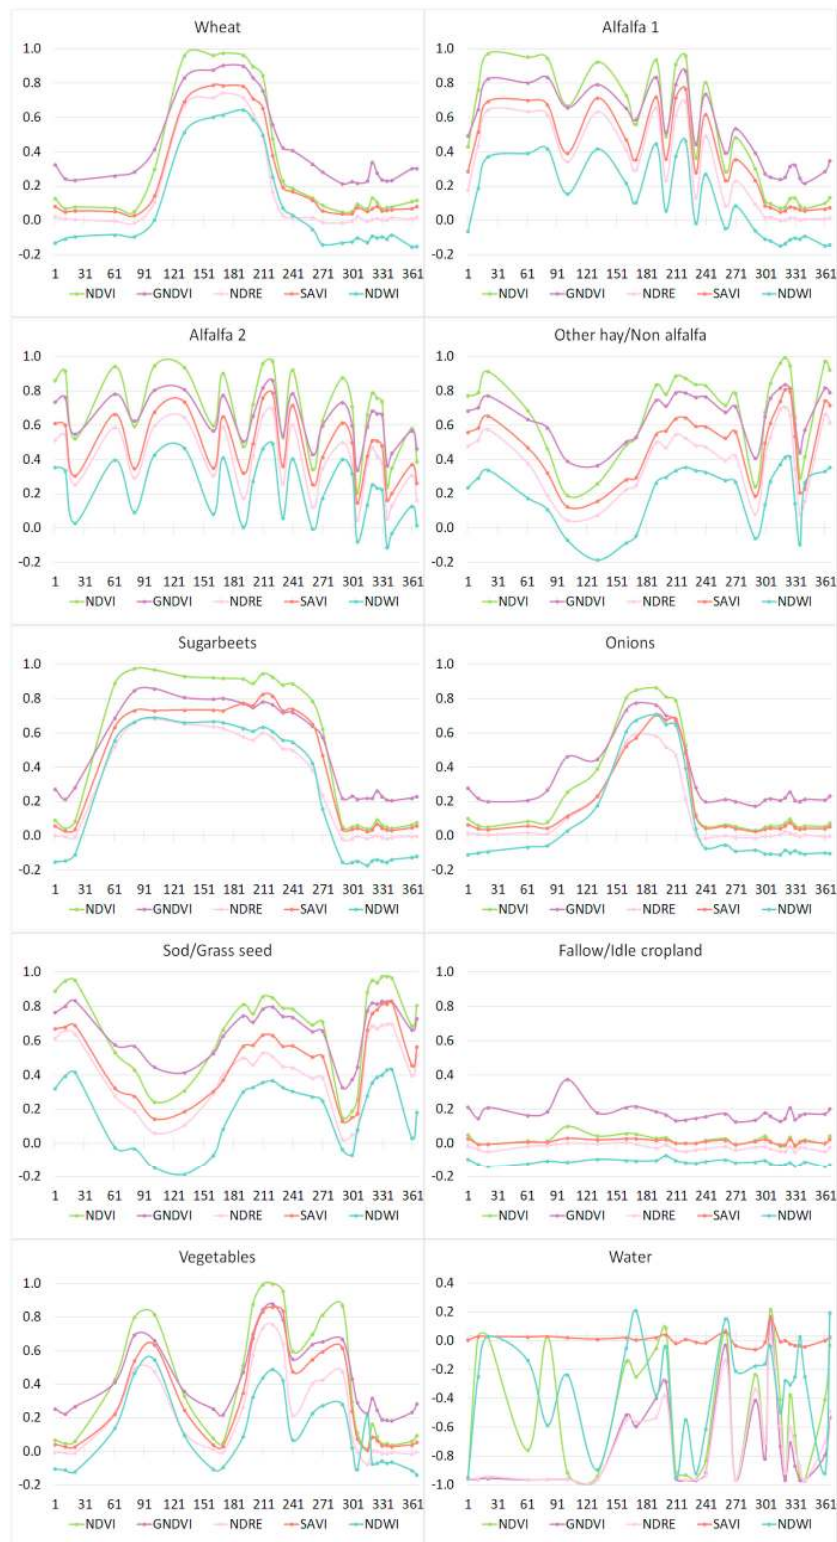 Wheat
1.0
0.8
0.6
0.4
0.2
0.0
-0.2
1 31 61 91 121 151 181 211 241 271 301 331 361
NDVI GNDVI NDRE SAVI NDWI
Alfalfa 1
1.0
0.8
0.6
0.4
0.2
0.0
-0.2
1 31 61 91 121 151 181 211 241 271 301 331 361
NDVI GNDVI NDRE SAVI NDWI
Alfalfa 2
1.0
0.8
0.6
0.4
0.2
0.0
-0.2
1 31 61 91 121 151 181 211 241 271 301 331 361
NDVI GNDVI NDRE SAVI NDWI
Other hay/Non alfalfa
1.0
0.8
0.6
0.4
0.2
0.0
-0.2
1 31 61 91 121 151 181 211 241 271 301 331 361
NDVI GNDVI NDRE SAVI NDWI
Sugarbeets
1.0
0.8
0.6
0.4
0.2
0.0
-0.2
1 31 61 91 121 151 181 211 241 271 301 331 361
NDVI GNDVI NDRE SAVI NDWI
Onions
1.0
0.8
0.6
0.4
0.2
0.0
-0.2
1 31 61 91 121 151 181 211 241 271 301 331 361
NDVI GNDVI NDRE SAVI NDWI
Sod/Grass seed
1.0
0.8
0.6
0.4
0.2
0.0
-0.2
1 31 61 91 121 151 181 211 241 271 301 331 361
NDVI GNDVI NDRE SAVI NDWI
Fallow/Idle cropland
1.0
0.8
0.6
0.4
0.2
0.0
-0.2
1 31 61 91 121 151 181 211 241 271 301 331 361
NDVI GNDVI NDRE SAVI NDWI
Vegetables
1.0
0.8
0.6
0.4
0.2
0.0
-0.2
1 31 61 91 121 151 181 211 241 271 301 331 361
NDVI GNDVI NDRE SAVI NDWI
Water
0.4
0.2
0.0
-0.2
-0.4
-0.6
-0.8
-1.0
1 31 61 91 121 151 181 211 241 271 301 331 361
NDVI GNDVI NDRE SAVI NDWI